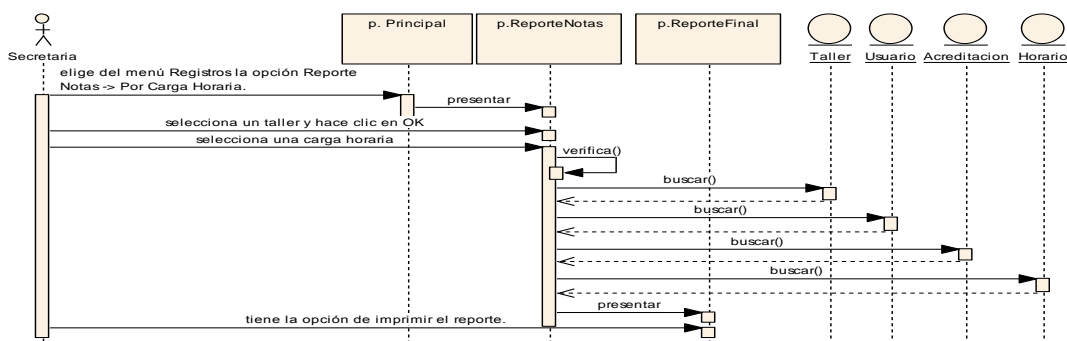 p. Principal
p.ReporteNotas
p.ReporteFinal
Secretaria
Taller
Usuario
Acreditacion
Horario
elige del menú Registros la opción Reporte
Notas -> Por Carga Horaria.
presentar
selecciona un taller y hace clic en OK
selecciona una carga horaria
verifica()
buscar()
buscar()
buscar()
buscar()
presentar
tiene la opción de imprimir el reporte.